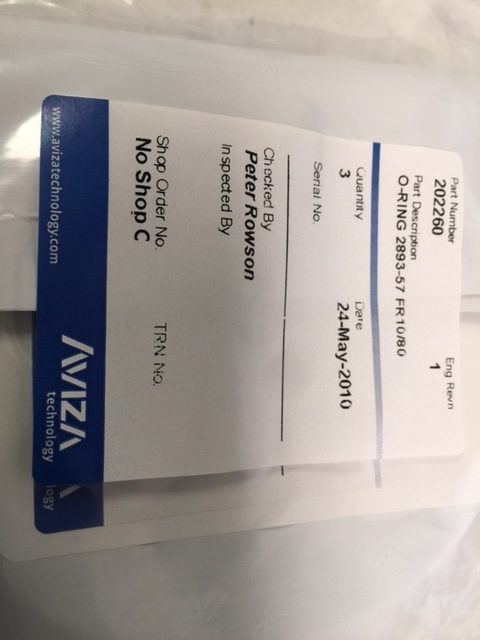 Part Number
202260
Eng Revn
1
Part Description
O-RING 2893-57 FR10/80
Quantity
3
Date
24-May-2010
Serial No.
Checked By
Peter Rowson
Inspected By
Shop Order No.
No Shop C
TRN No.
www.avizatechnology.com
AVIZA
technology
ogy